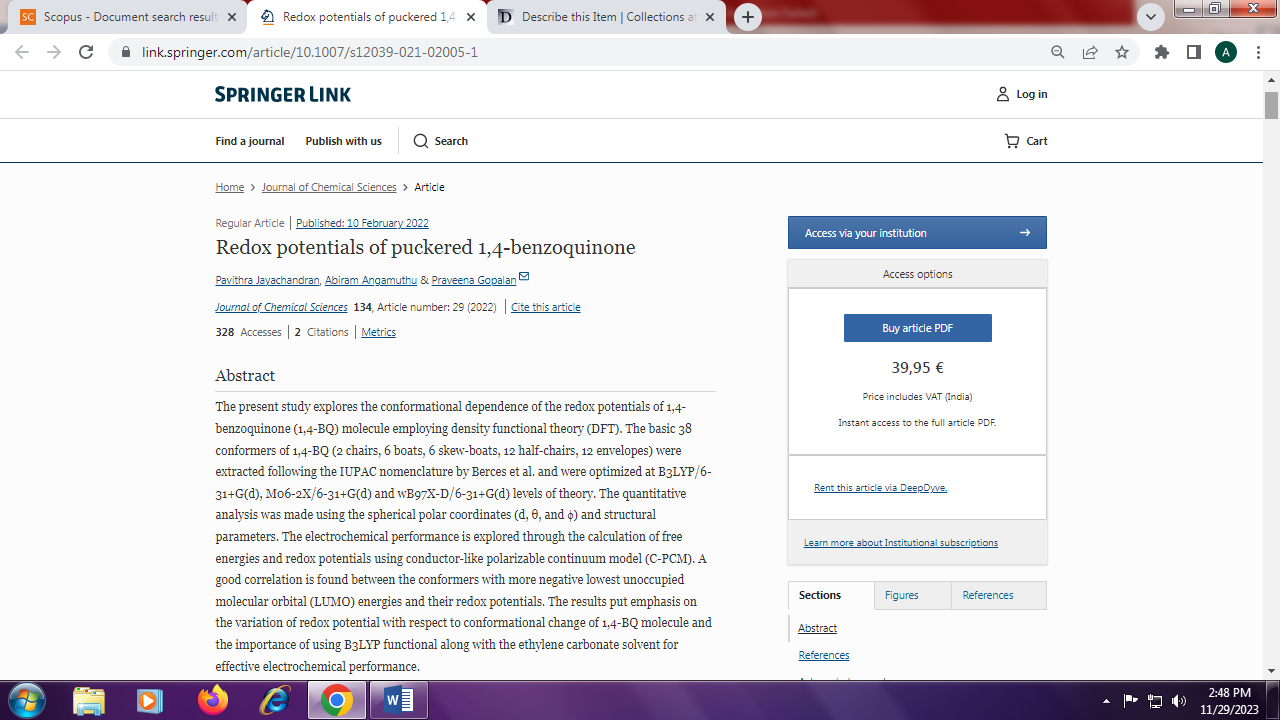 Scopus - Document search result
Redox potentials of puckered 1,4
Describe this Item | Collections a
link.springer.com/article/10.1007/s12039-021-02005-1
A
SPRINGER LINK
Log in
Find a journal
Publish with us
Search
Cart
Home > Journal of Chemical Sciences > Article
Regular Article | Published: 10 February 2022
Redox potentials of puckered 1,4-benzoquinone
Pavithra Jayachandran, Abiram Angamuthu & Praveena Gopalan
Journal of Chemical Sciences 134, Article number: 29 (2022) | Cite this article
328 Accesses | 2 Citations | Metrics
Abstract
The present study explores the conformational dependence of the redox potentials of 1,4-
benzoquinone (1,4-BQ) molecule employing density functional theory (DFT). The basic 38
conformers of 1,4-BQ (2 chairs, 6 boats, 6 skew-boats, 12 half-chairs, 12 envelopes) were
extracted following the IUPAC nomenclature by Berces et al. and were optimized at B3LYP/6-
31+G(d), M06-2X/6-31+G(d) and wB97X-D/6-31+G(d) levels of theory. The quantitative
analysis was made using the spherical polar coordinates (d, θ, and ϕ) and structural
parameters. The electrochemical performance is explored through the calculation of free
energies and redox potentials using conductor-like polarizable continuum model (C-PCM). A
good correlation is found between the conformers with more negative lowest unoccupied
molecular orbital (LUMO) energies and their redox potentials. The results put emphasis on
the variation of redox potential with respect to conformational change of 1,4-BQ molecule and
the importance of using B3LYP functional along with the ethylene carbonate solvent for
effective electrochemical performance.
Access via your institution →
Access options
Buy article PDF
39,95 €
Price includes VAT (India)
Instant access to the full article PDF.
Rent this article via DeepDyve.
Learn more about Institutional subscriptions
Sections
Figures
References
Abstract
References
2:48 PM
11/29/2023